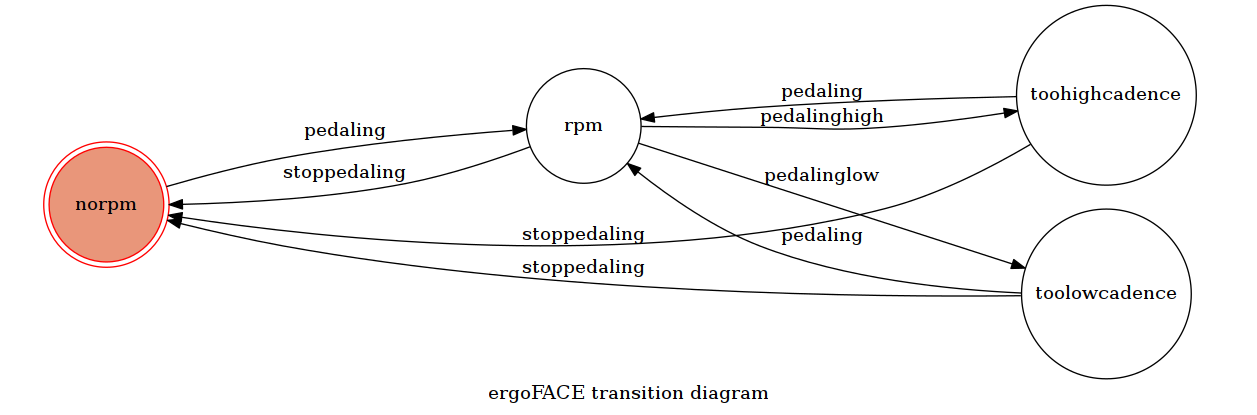 toohighcadence
pedaling
pedalinghigh
rpm
pedaling
stoppedaling
pedalinglow
norpm
stoppedaling
pedaling
stoppedaling
toolowcadence
ergoFACE transition diagram